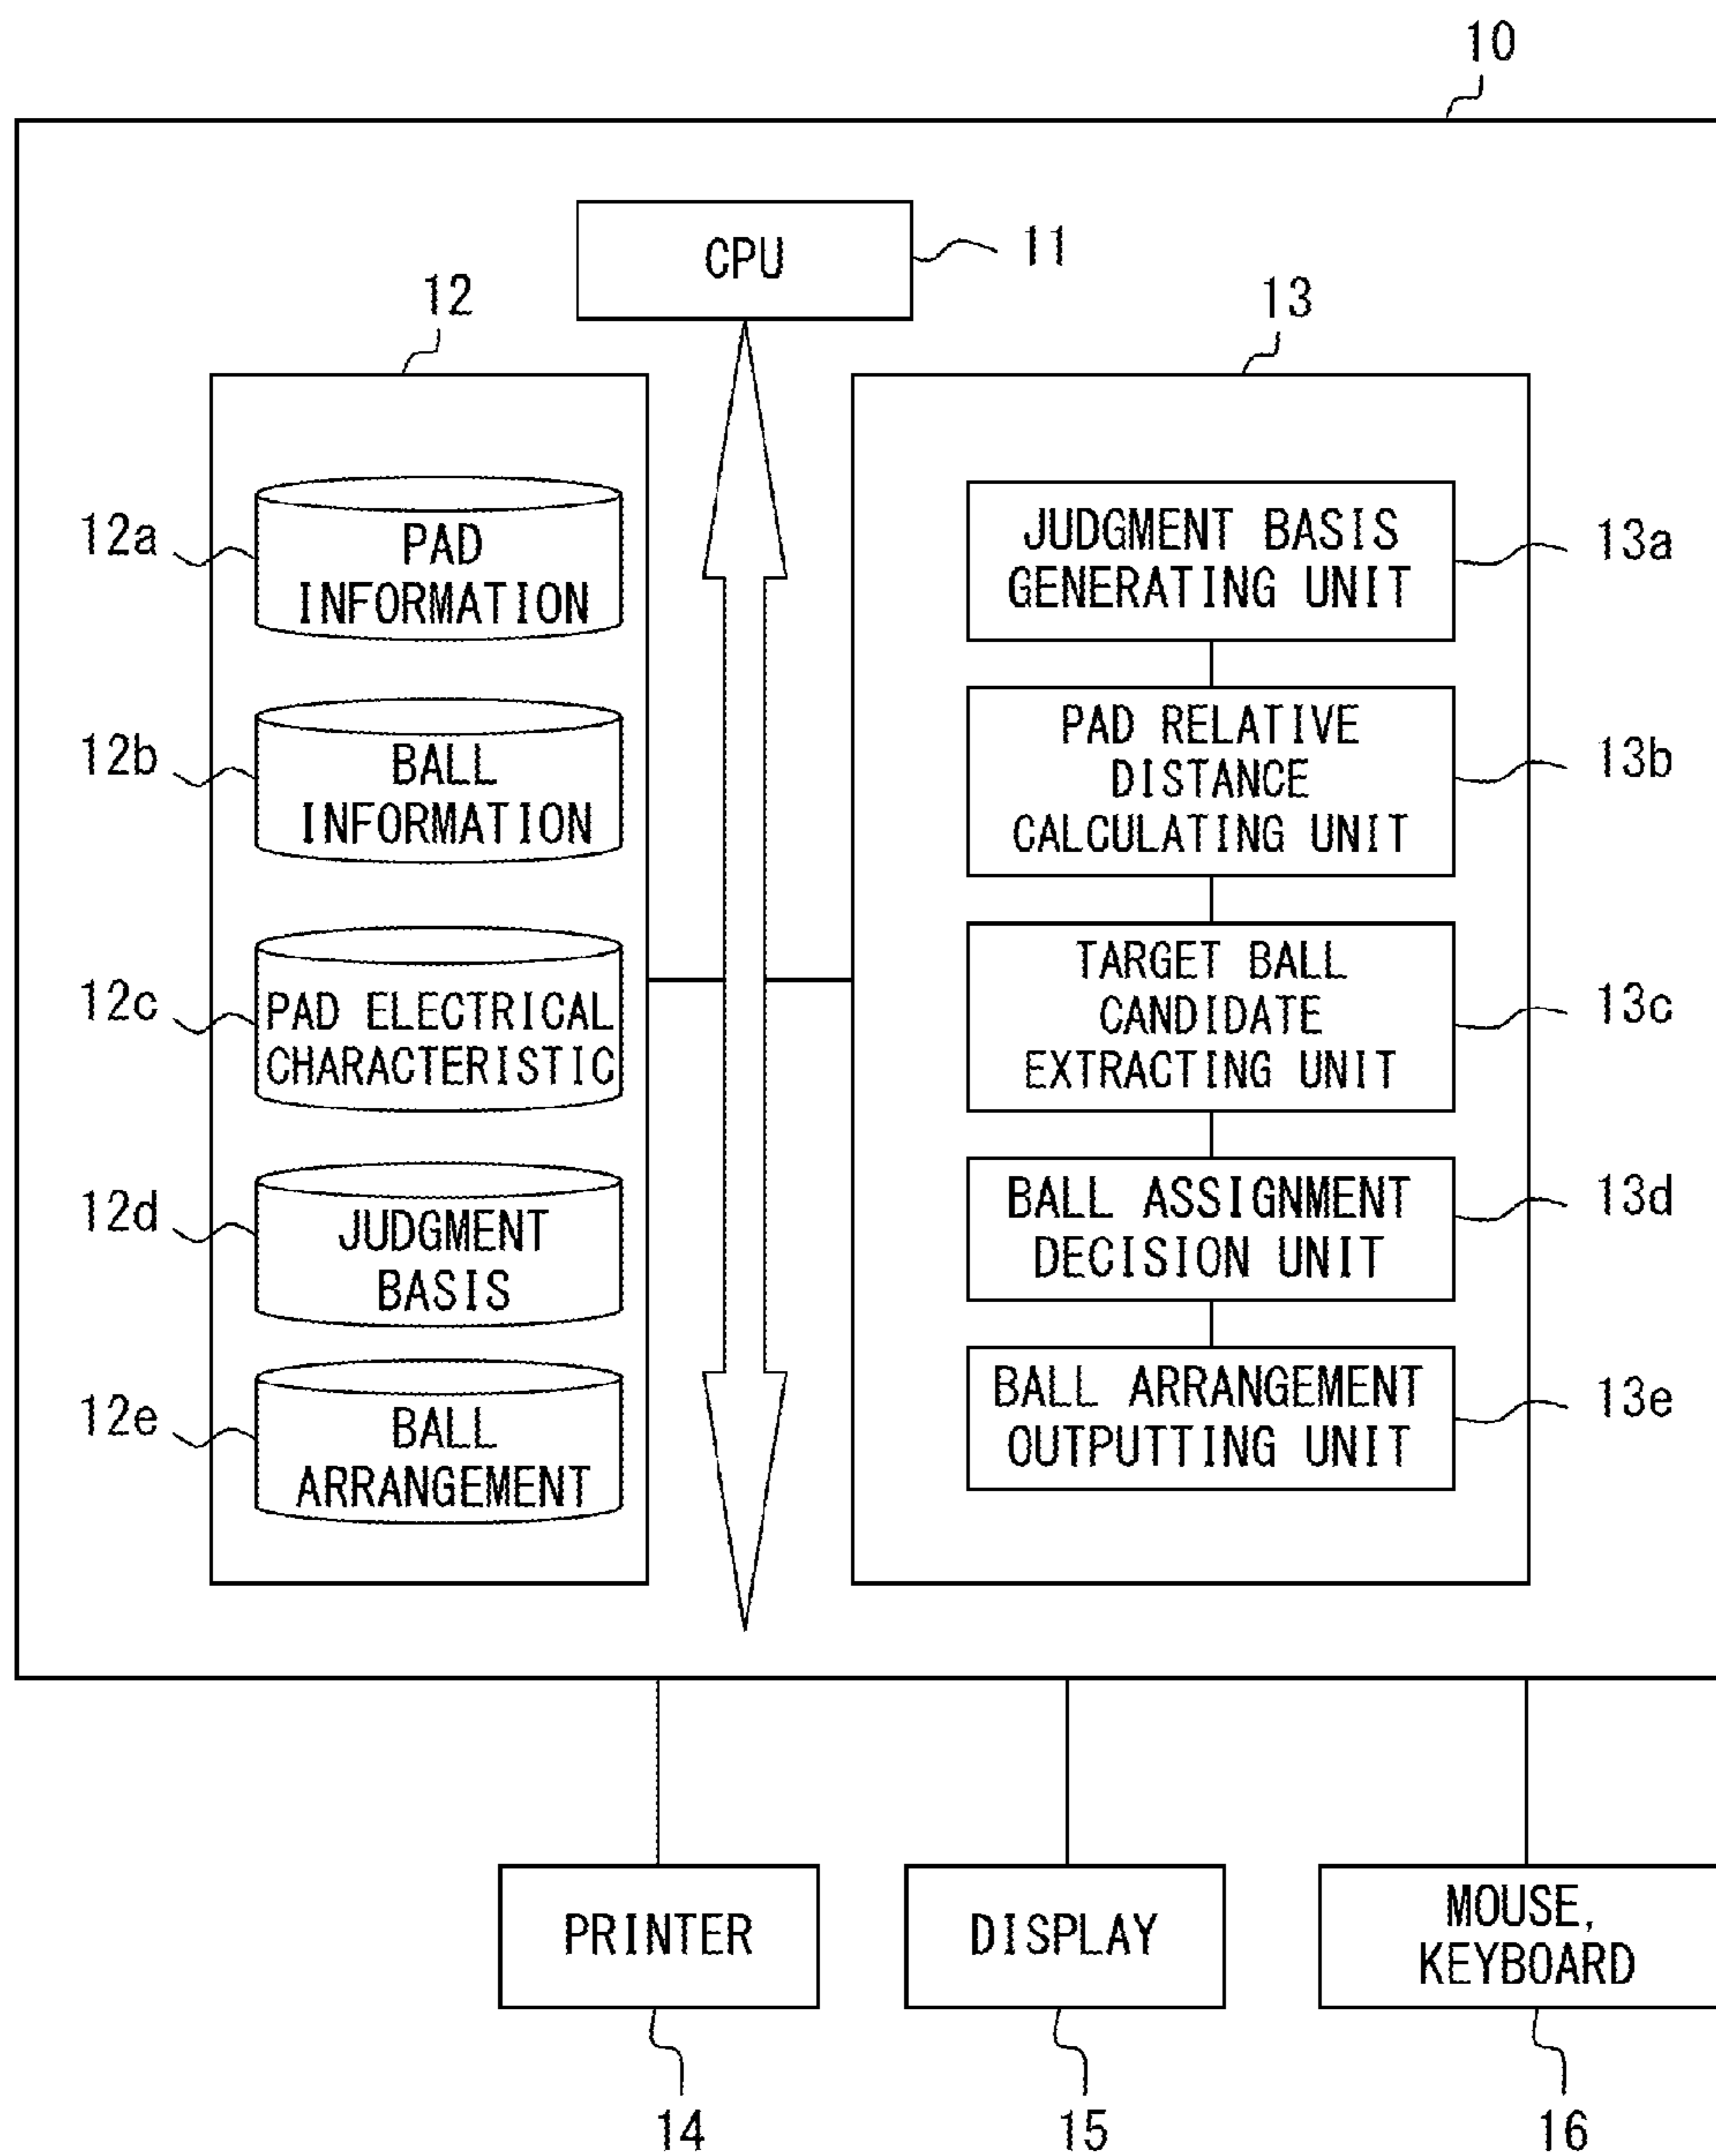 10
CPU
11
12
13
12a
PAD
INFORMATION
12b
BALL
INFORMATION
12c
PAD ELECTRICAL
CHARACTERISTIC
12d
JUDGMENT
BASIS
12e
BALL
ARRANGEMENT
JUDGMENT BASIS
GENERATING UNIT
13a
PAD RELATIVE
DISTANCE
CALCULATING UNIT
13b
TARGET BALL
CANDIDATE
EXTRACTING UNIT
13c
BALL ASSIGNMENT
DECISION UNIT
13d
BALL ARRANGEMENT
OUTPUTTING UNIT
13e
PRINTER
14
DISPLAY
15
MOUSE,
KEYBOARD
16